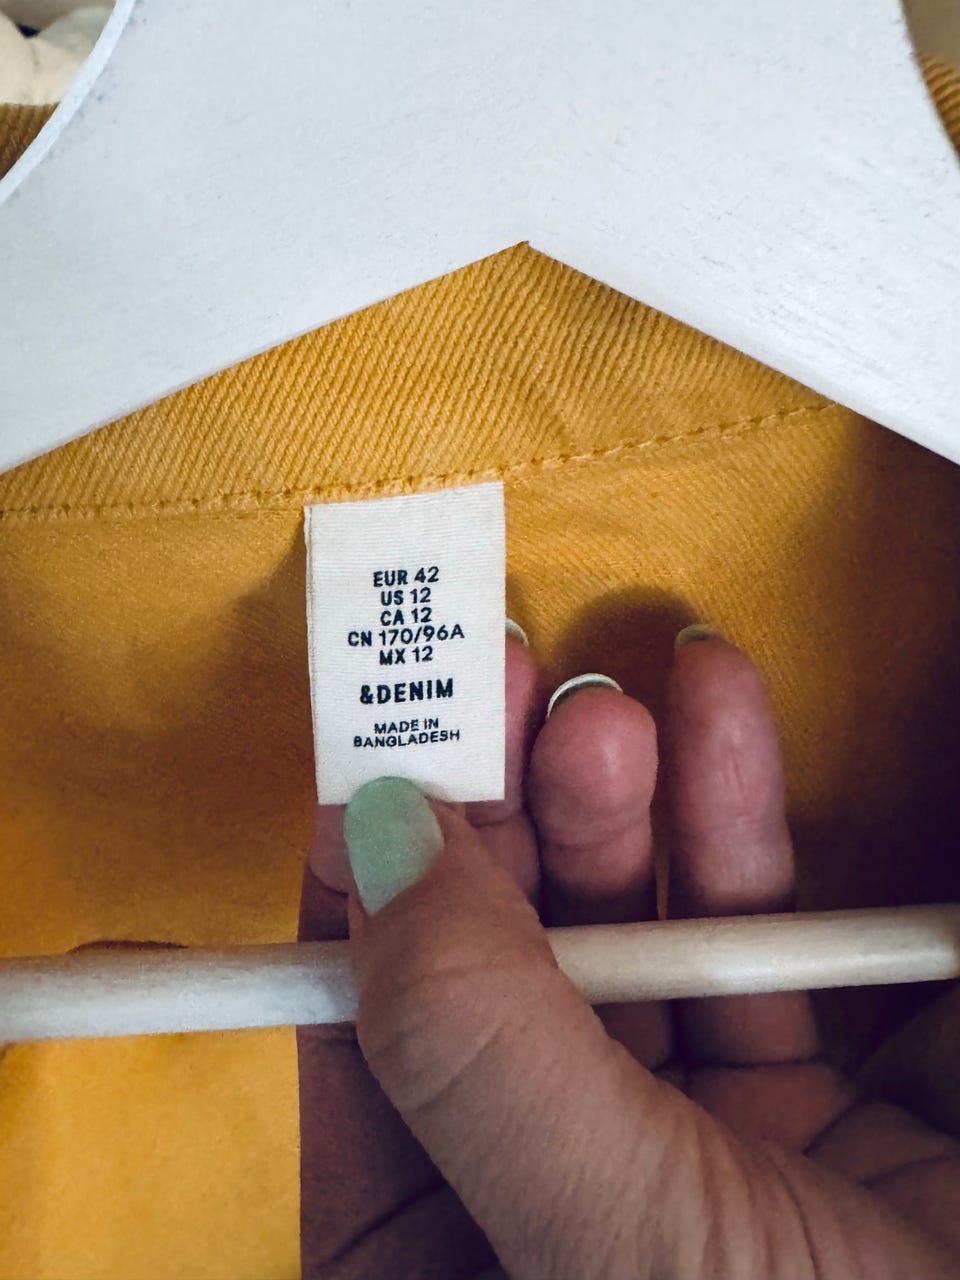 EUR 42
US 12
CA 12
CN 170/96A
MX 12
&DENIM
MADE IN
BANGLADESH